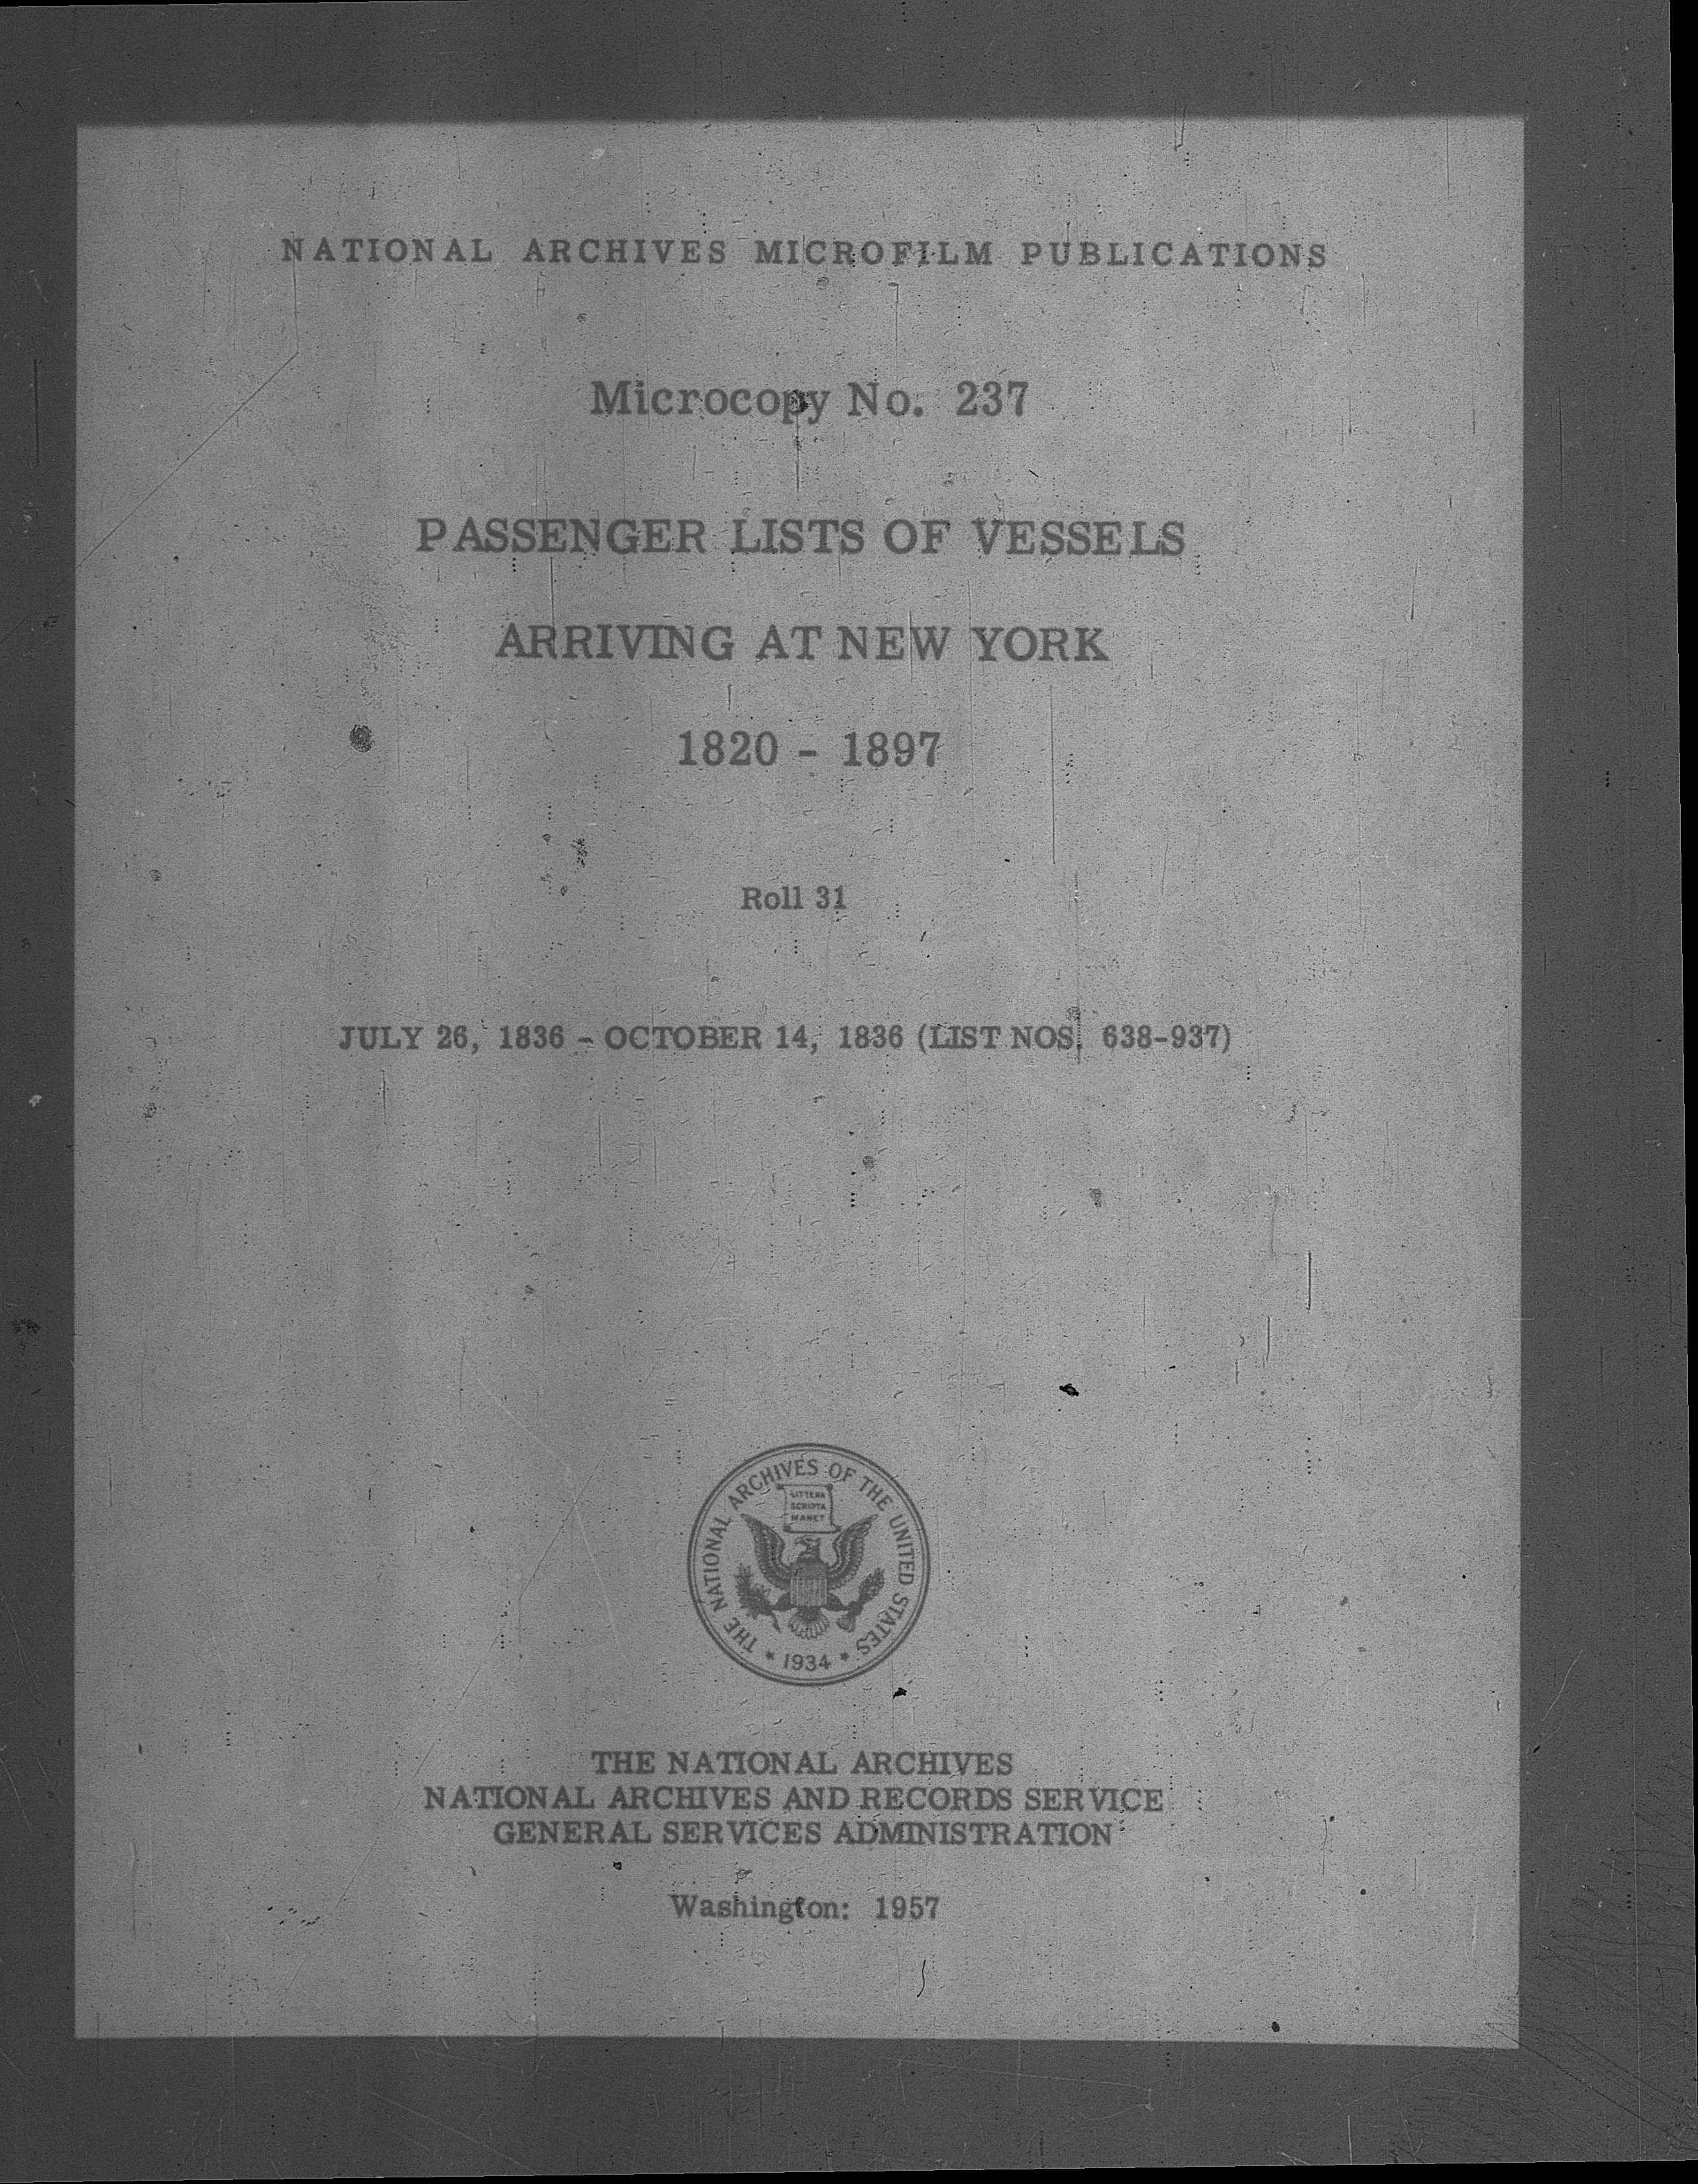 NATIONAL ARCHIVES MICROFILM PUBLICATIONS
Microcopy No. 237
PASSENGER LISTS OF VESSELS
ARRIVING AT NEW YORK
1820 - 1897
Roll 31
JULY 26, 1836 - OCTOBER 14, 1836 (LIST NOS. 638-937)
THE NATIONAL ARCHIVES OF THE UNITED STATES
LITTERA
SCRIPTA
MANET
* 1934 *
THE NATIONAL ARCHIVES
NATIONAL ARCHIVES AND RECORDS SERVICE
GENERAL SERVICES ADMINISTRATION
Washington: 1957